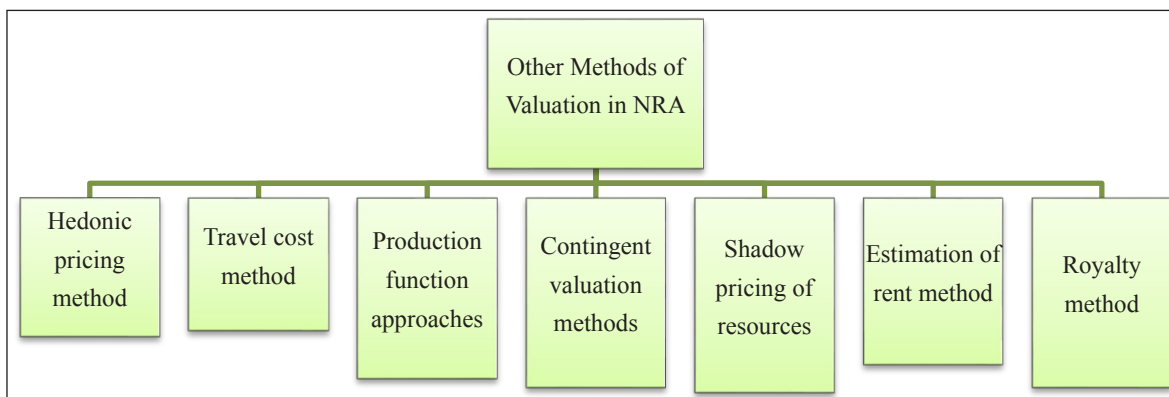 Other Methods of
Valuation in NRA
Hedonic
pricing
method
Travel cost
method
Production
function
approaches
Contingent
valuation
methods
Shadow
pricing of
resources
Estimation of
rent method
Royalty
method